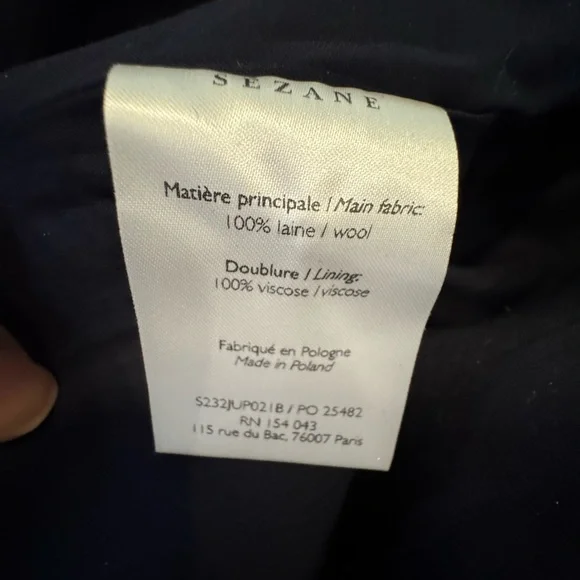 SÉZANE
Matière principale / Main fabric:
100% laine / wool
Doublure / Lining:
100% viscose / viscose
Fabriqué en Pologne
Made in Poland
S232JUP021B / PO 25482
RN 154 043
115 rue du Bac, 76007 Paris